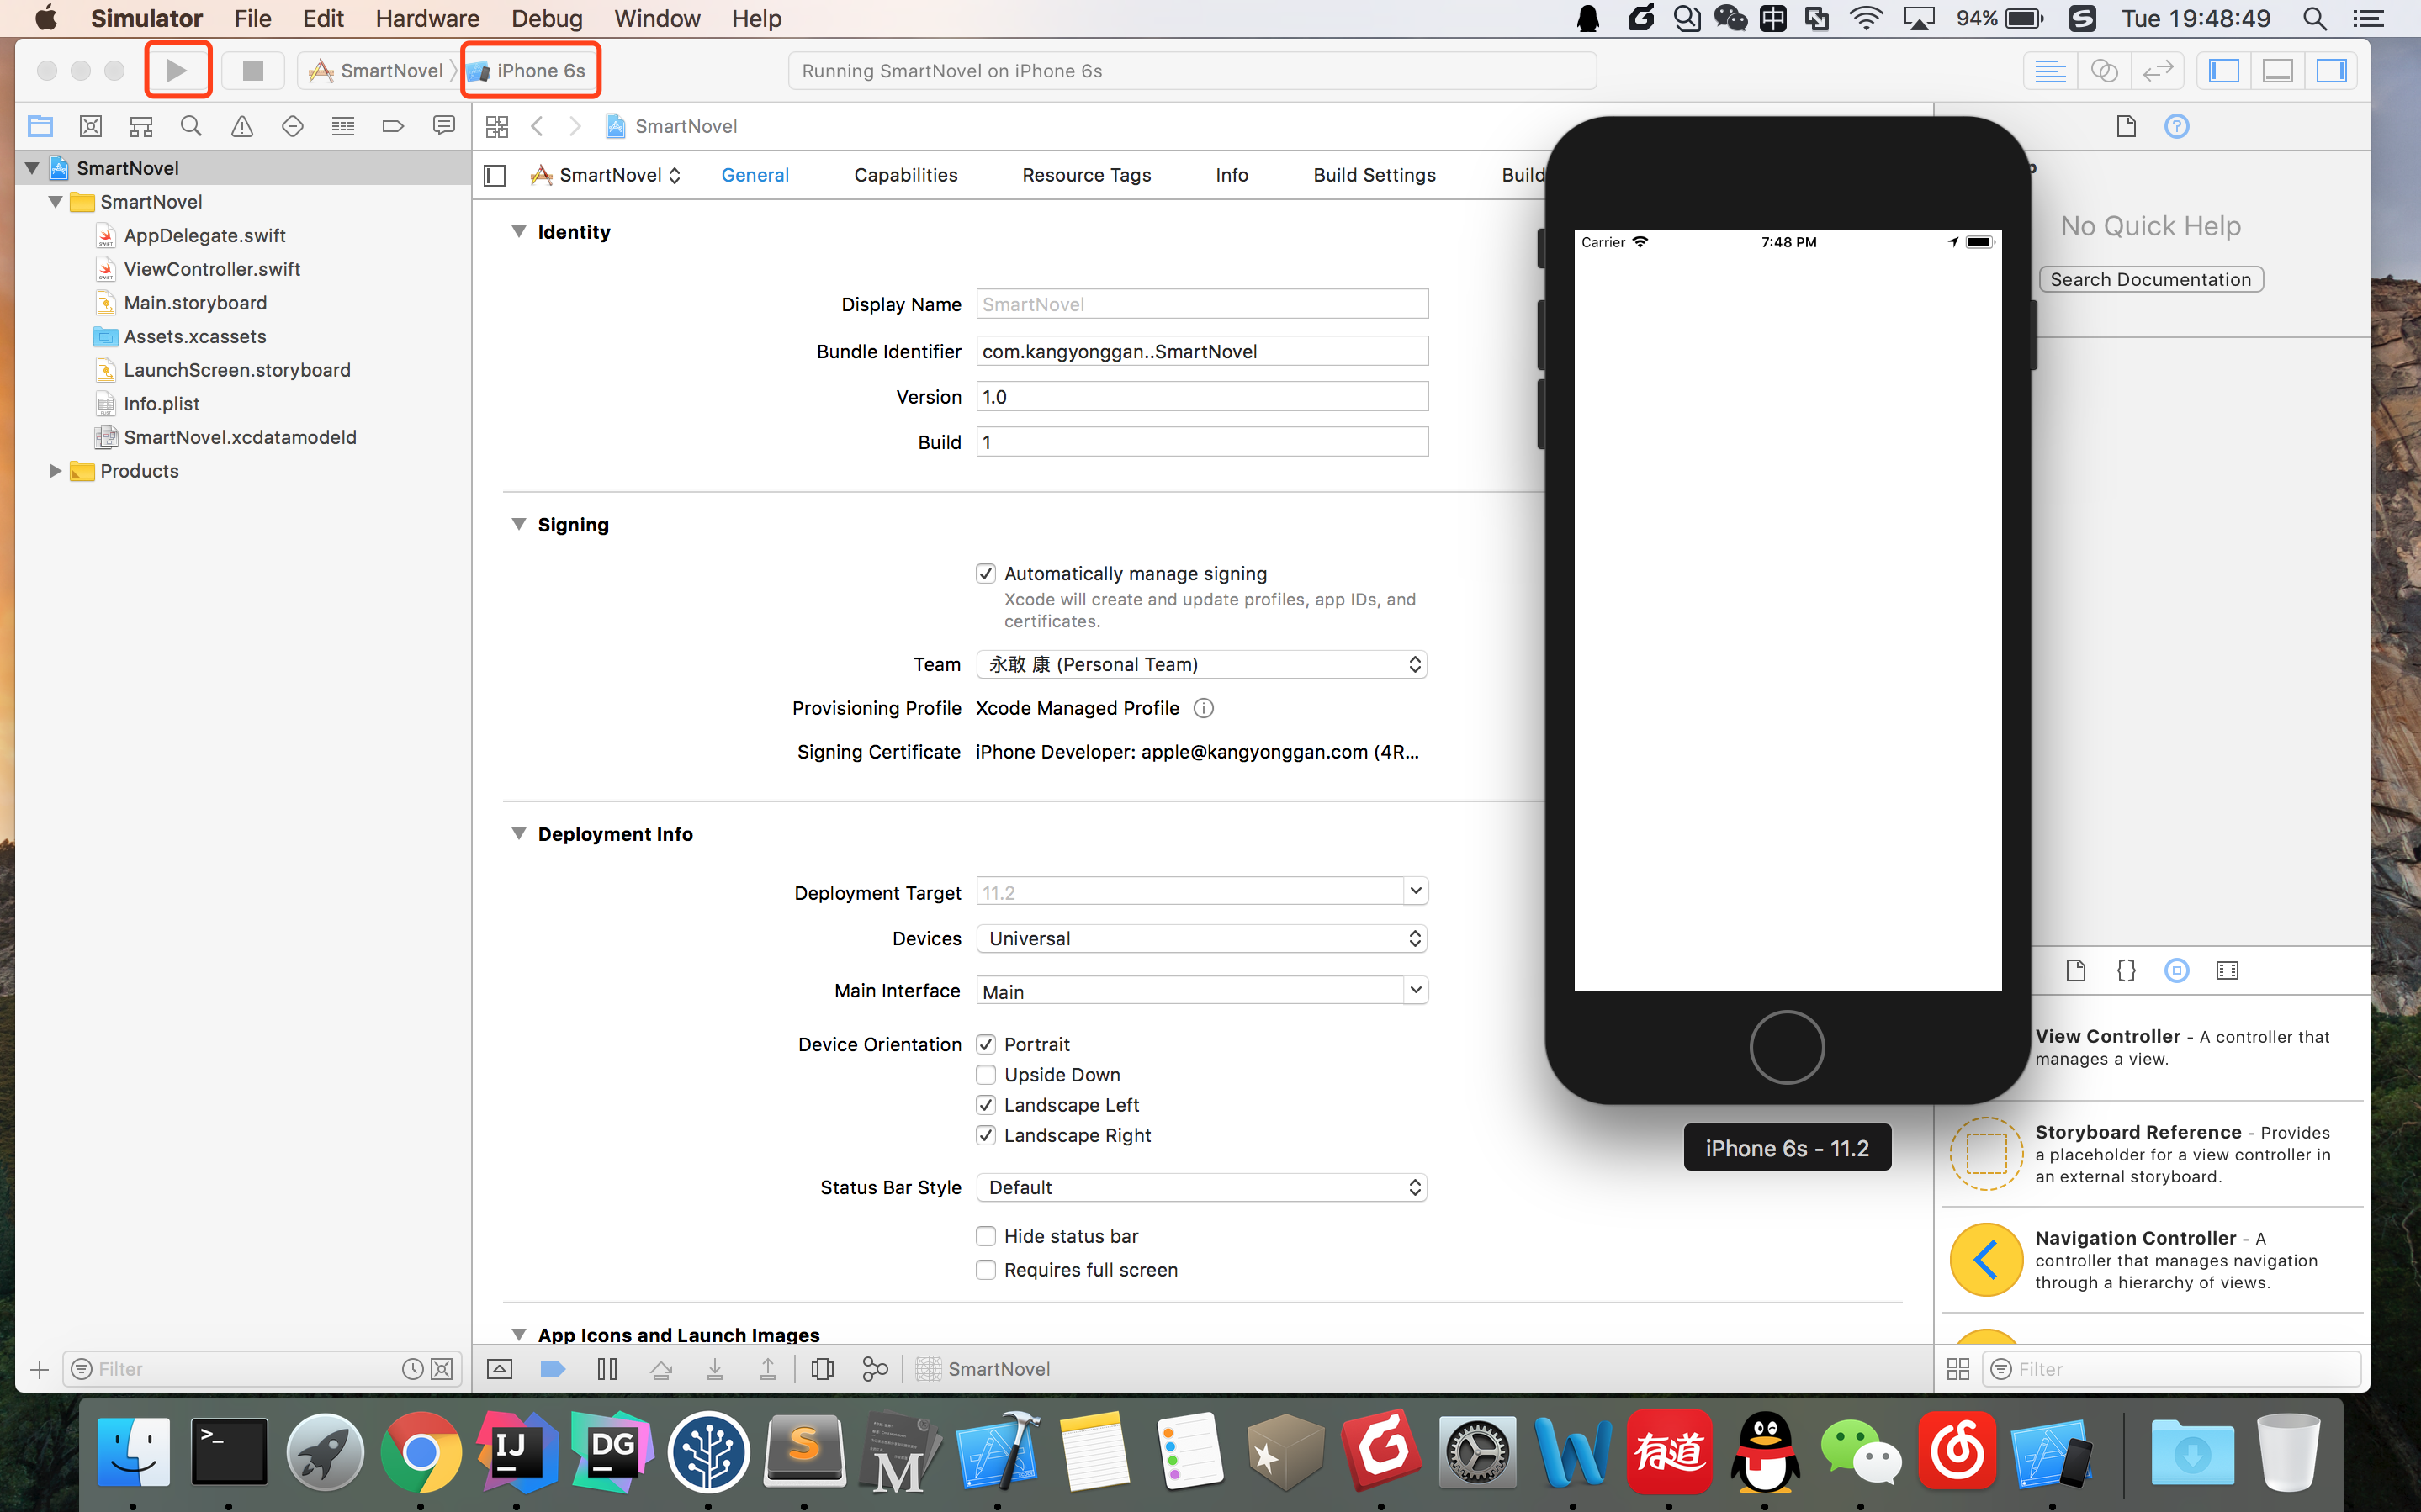 Simulator File Edit Hardware Debug Window Help
94% Tue 19:48:49
SmartNovel iPhone 6s
Running SmartNovel on iPhone 6s
SmartNovel
SmartNovel
SmartNovel
AppDelegate.swift
ViewController.swift
Main.storyboard
Assets.xcassets
LaunchScreen.storyboard
Info.plist
SmartNovel.xcdatamodeld
Products
Filter
SmartNovel General Capabilities Resource Tags Info Build Settings Build
Identity
Display Name SmartNovel
Bundle Identifier com.kangyonggan..SmartNovel
Version 1.0
Build 1
Signing
Automatically manage signing
Xcode will create and update profiles, app IDs, and
certificates.
Team 永敢 康 (Personal Team)
Provisioning Profile Xcode Managed Profile
Signing Certificate iPhone Developer: apple@kangyonggan.com (4R...
Deployment Info
Deployment Target 11.2
Devices Universal
Main Interface Main
Device Orientation Portrait
Upside Down
Landscape Left
Landscape Right
Status Bar Style Default
Hide status bar
Requires full screen
App Icons and Launch Images
SmartNovel
Carrier 7:48 PM
iPhone 6s - 11.2
No Quick Help
Search Documentation
View Controller - A controller that
manages a view.
Storyboard Reference - Provides
a placeholder for a view controller in
an external storyboard.
Navigation Controller - A
controller that manages navigation
through a hierarchy of views.
Filter
IJ
DG
S
M
W
有道